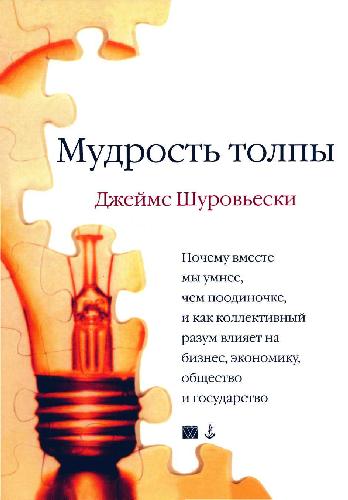 Мудрость толпы
Джеймс Шуровьески
Почему вместе
мы умнее,
чем поодиночке,
и как коллективный
разум влияет на
бизнес, экономику,
общество
и государство